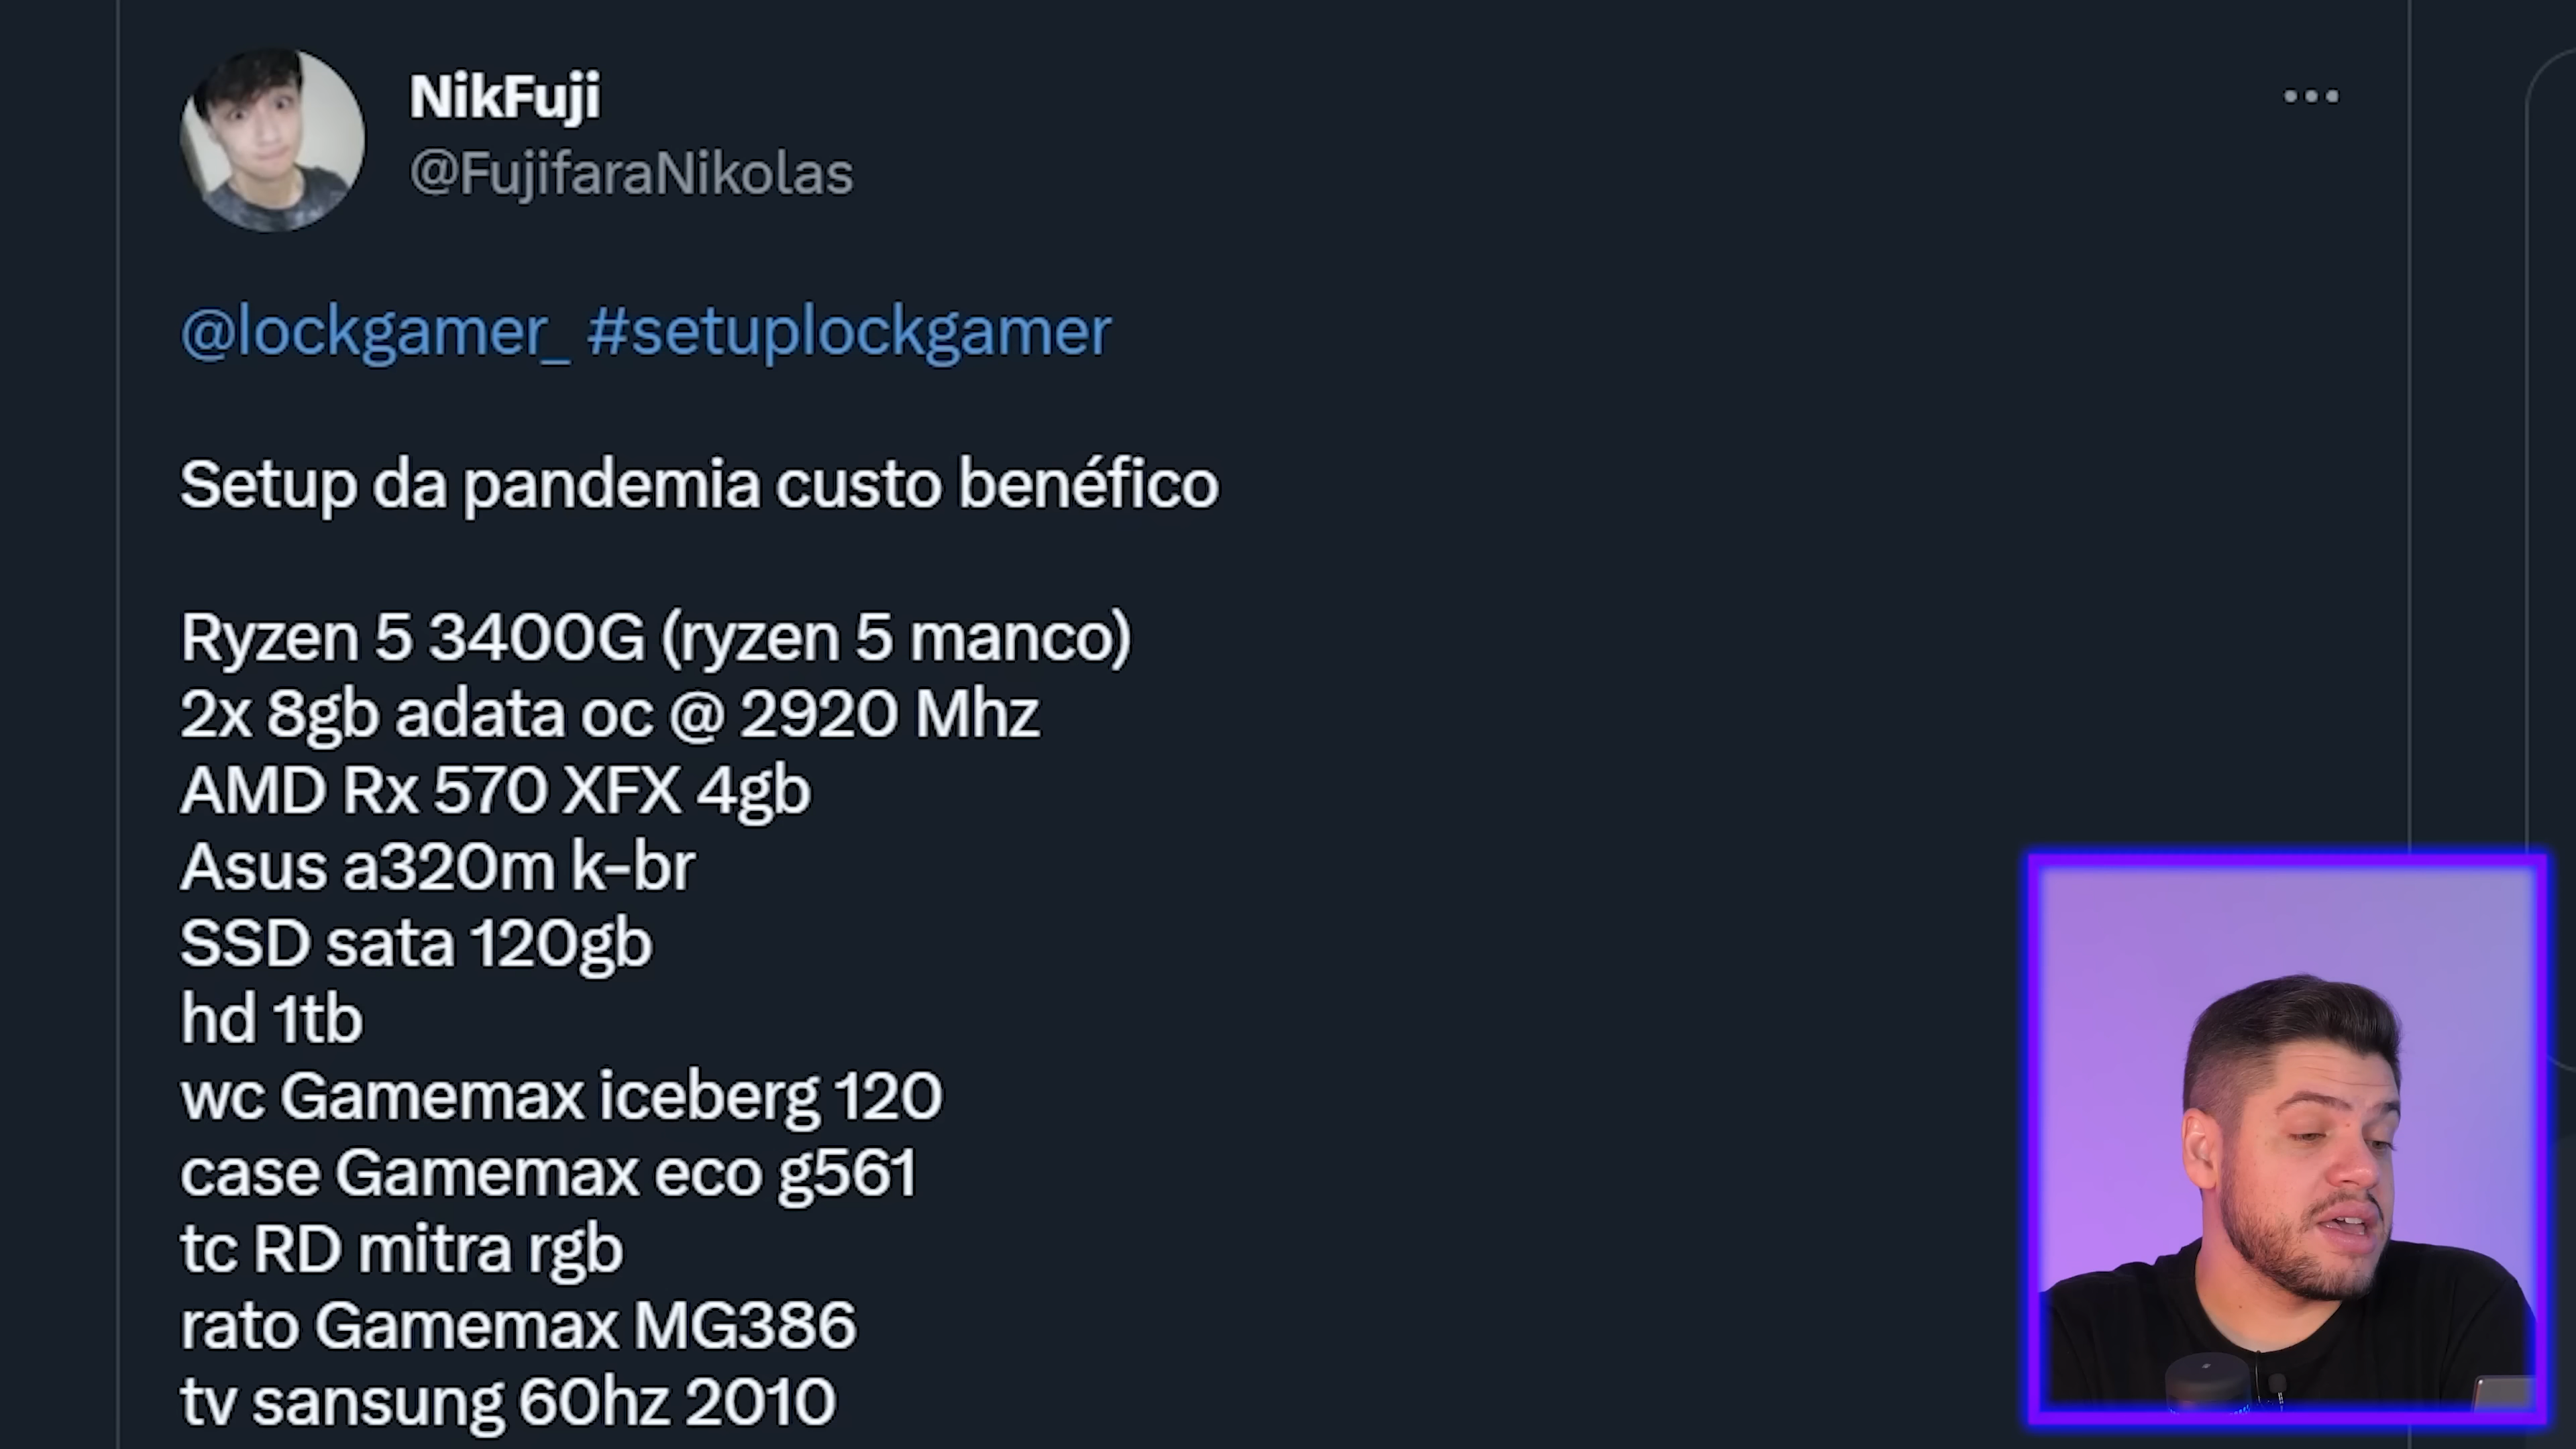 NikFuji
@FujifaraNikolas
@lockgamer_ #setuplockgamer
Setup da pandemia custo benéfico
Ryzen 5 3400G (ryzen 5 manco)
2x 8gb adata oc @ 2920 Mhz
AMD Rx 570 XFX 4gb
Asus a320m k-br
SSD sata 120gb
hd 1tb
wc Gamemax iceberg 120
case Gamemax eco g561
tc RD mitra rgb
rato Gamemax MG386
tv sansung 60hz 2010